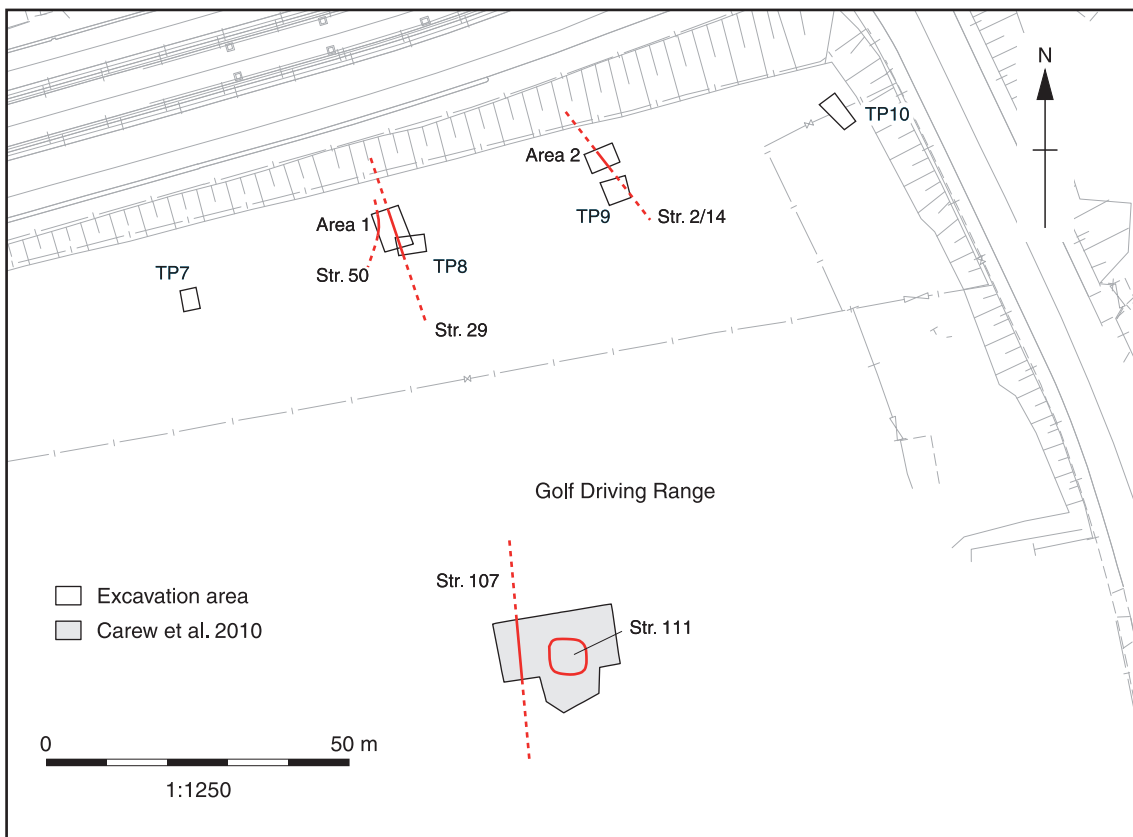 N
TP10
Area 2
TP9
Str. 2/14
Area 1
TP8
Str. 50
TP7
Str. 29
Golf Driving Range
Str. 107
Excavation area
Carew et al. 2010
Str. 111
0 50 m
1:1250